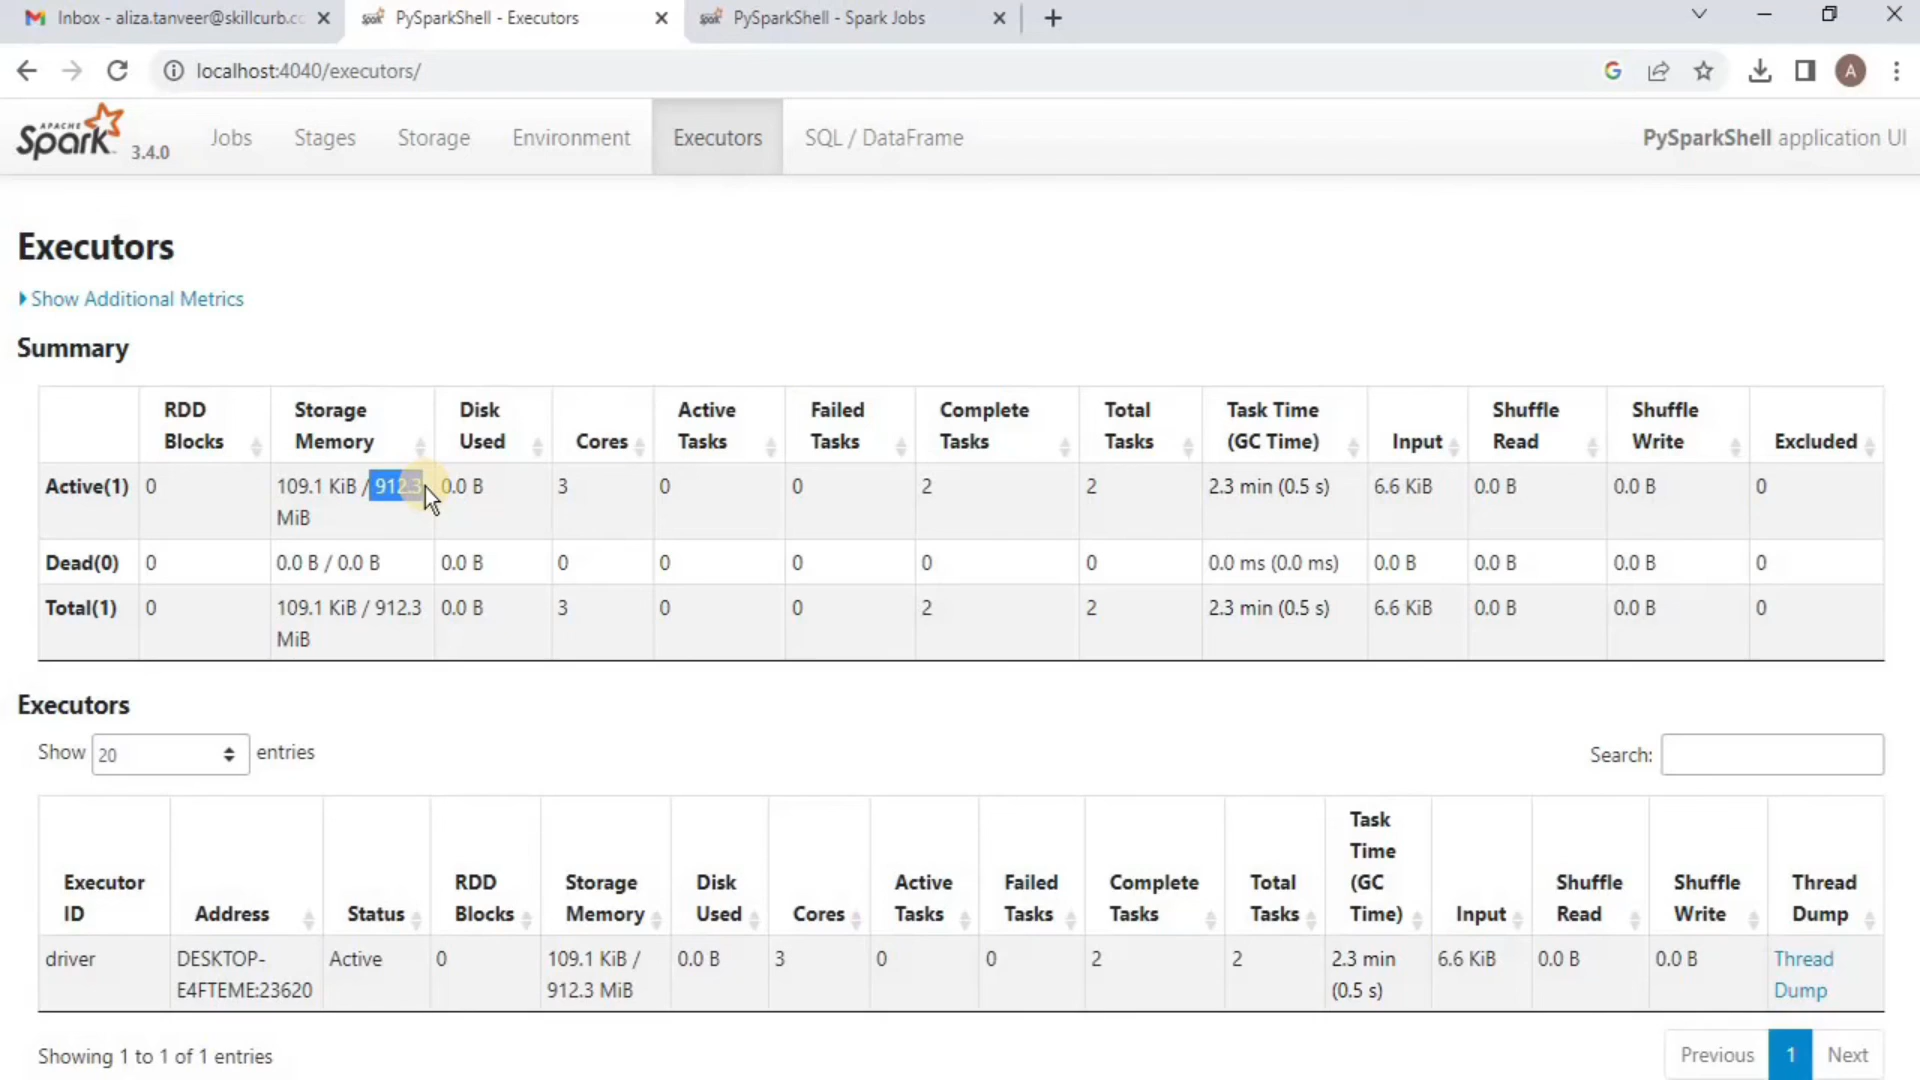 Inbox - aliza.tanveer@skillcurb.cc
PySparkShell - Executors
PySparkShell - Spark Jobs
localhost:4040/executors/
A
APACHE Spark 3.4.0
Jobs
Stages
Storage
Environment
Executors
SQL / DataFrame
PySparkShell application UI
Executors
Show Additional Metrics
Summary
RDD Blocks Storage Memory Disk Used Cores Active Tasks Failed Tasks Complete Tasks Total Tasks Task Time (GC Time) Input Shuffle Read Shuffle Write Excluded
Active(1) 0 109.1 KiB / 912.3 MiB 0.0 B 3 0 0 2 2 2.3 min (0.5 s) 6.6 KiB 0.0 B 0.0 B 0
Dead(0) 0 0.0 B / 0.0 B 0.0 B 0 0 0 0 0 0.0 ms (0.0 ms) 0.0 B 0.0 B 0.0 B 0
Total(1) 0 109.1 KiB / 912.3 MiB 0.0 B 3 0 0 2 2 2.3 min (0.5 s) 6.6 KiB 0.0 B 0.0 B 0
Executors
Show 20 entries
Search:
Executor ID Address Status RDD Blocks Storage Memory Disk Used Cores Active Tasks Failed Tasks Complete Tasks Total Tasks Task Time (GC Time) Input Shuffle Read Shuffle Write Thread Dump
driver DESKTOP-E4FTEME:23620 Active 0 109.1 KiB / 912.3 MiB 0.0 B 3 0 0 2 2 2.3 min (0.5 s) 6.6 KiB 0.0 B 0.0 B Thread Dump
Showing 1 to 1 of 1 entries
Previous 1 Next